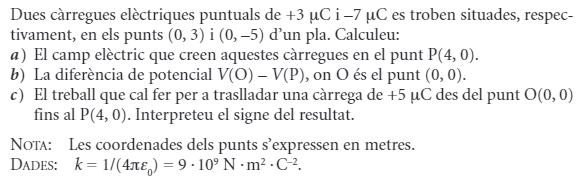 Dues càrregues elèctriques puntuals de +3 μC i –7 μC es troben situades, respec-
tivament, en els punts (0, 3) i (0, –5) d’un pla. Calculeu:
a) El camp elèctric que creen aquestes càrregues en el punt P(4, 0).
b) La diferència de potencial V(O) – V(P), on O és el punt (0, 0).
c) El treball que cal fer per a traslladar una càrrega de +5 μC des del punt O(0, 0)
fins al P(4, 0). Interpreteu el signe del resultat.
NOTA: Les coordenades dels punts s’expressen en metres.
DADES: k = 1/(4πε₀) = 9 · 10⁹ N · m² · C⁻².